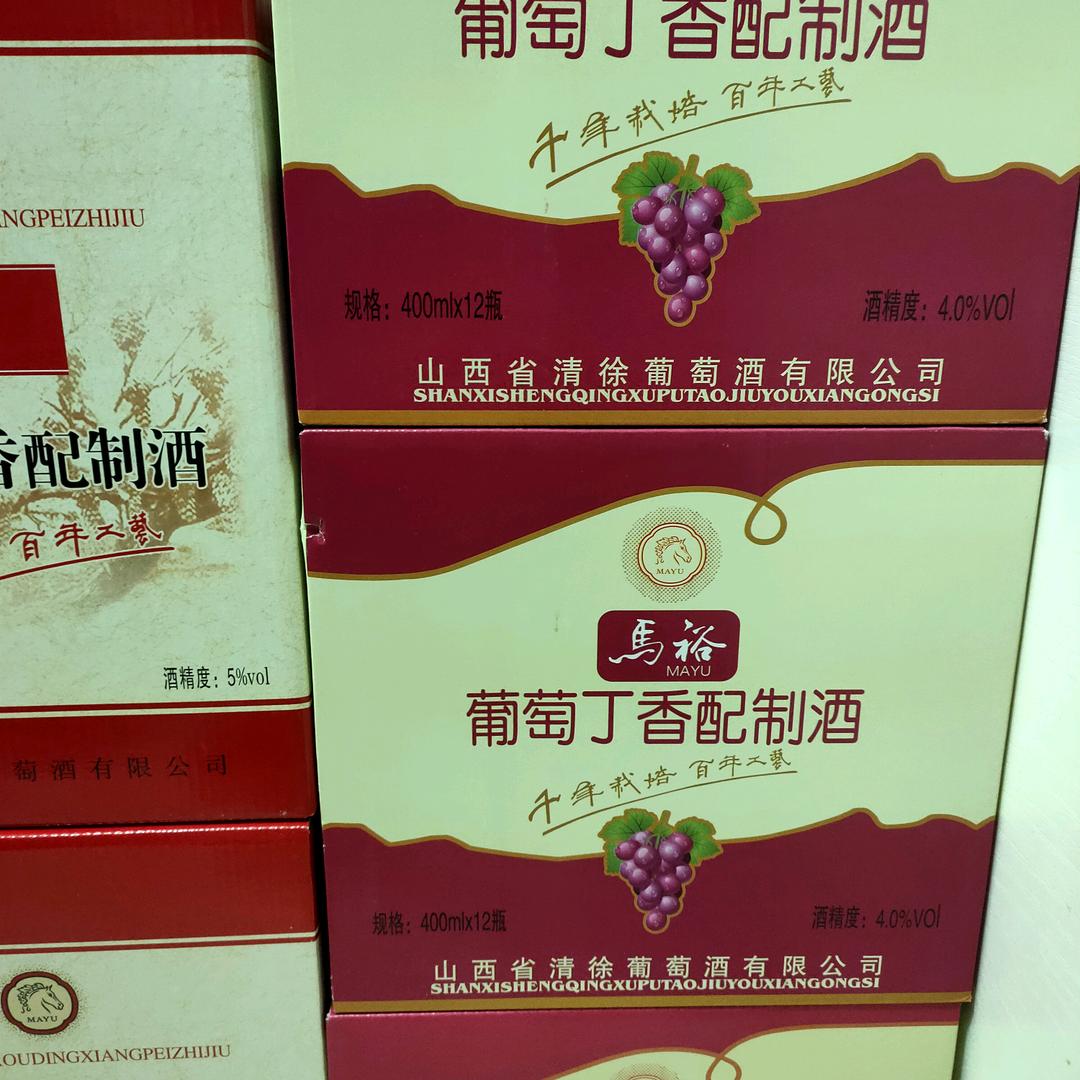 ANGPEIZHIJIU
香配制酒
百年工藝
酒精度：5%vol
萄酒有限公司
MAYU
OUDINGXIANGPEIZHIJIU
葡萄丁香配制酒
千年栽培 百年工藝
规格：400mlx12瓶
酒精度：4.0%VOl
山西省清徐葡萄酒有限公司
SHANXISHENGQINGXUPUTAOJIUYOUXIANGONGSI
MAYU
馬裕
MAYU
葡萄丁香配制酒
千年栽培 百年工藝
规格：400mlx12瓶
酒精度：4.0%VOl
山西省清徐葡萄酒有限公司
SHANXISHENGQINGXUPUTAOJIUYOUXIANGONGSI